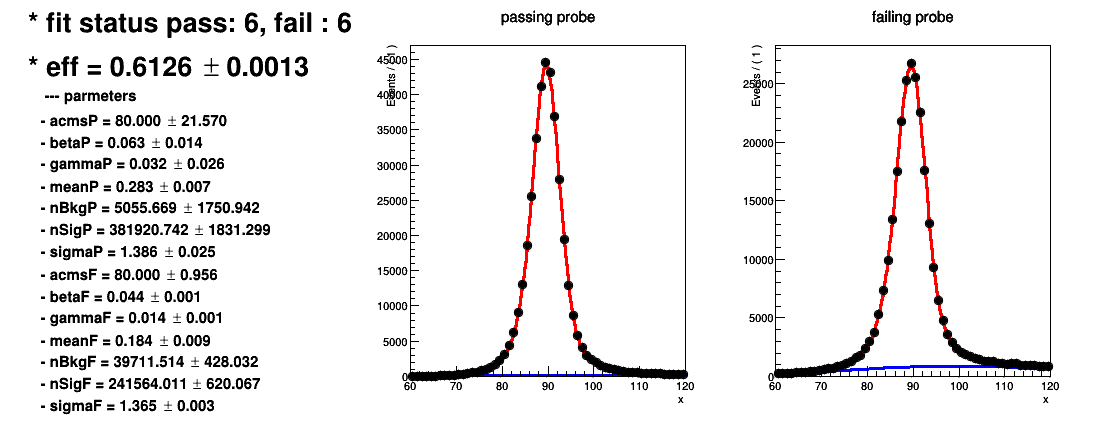 * fit status pass: 6, fail : 6
* eff = 0.6126 ± 0.0013
--- parmeters
- acmsP = 80.000 ± 21.570
- betaP = 0.063 ± 0.014
- gammaP = 0.032 ± 0.026
- meanP = 0.283 ± 0.007
- nBkgP = 5055.669 ± 1750.942
- nSigP = 381920.742 ± 1831.299
- sigmaP = 1.386 ± 0.025
- acmsF = 80.000 ± 0.956
- betaF = 0.044 ± 0.001
- gammaF = 0.014 ± 0.001
- meanF = 0.184 ± 0.009
- nBkgF = 39711.514 ± 428.032
- nSigF = 241564.011 ± 620.067
- sigmaF = 1.365 ± 0.003
passing probe
Events / ( 1 )
45000
40000
35000
30000
25000
20000
15000
10000
5000
0
60 70 80 90 100 110 120
x
failing probe
Events / ( 1 )
25000
20000
15000
10000
5000
0
60 70 80 90 100 110 120
x